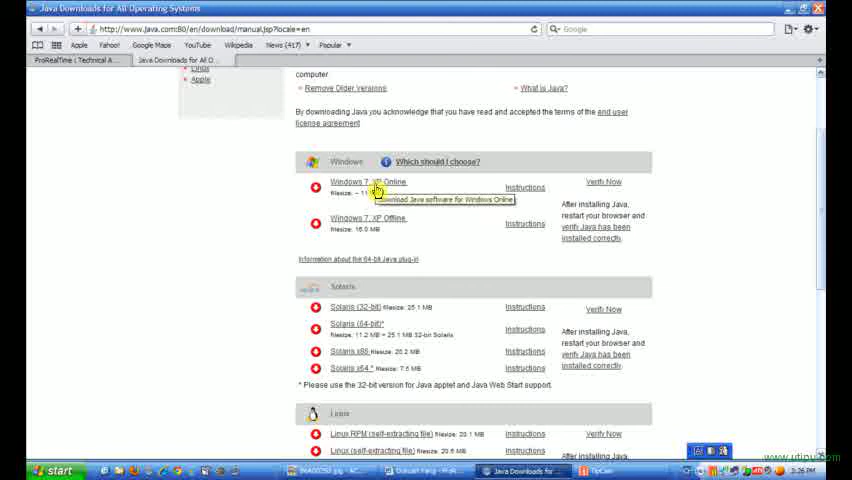 Java Downloads for All Operating Systems
http://www.java.com:80/en/download/manual.jsp?locale=en
Google
Apple Yahoo! Google Maps YouTube Wikipedia News (417) Popular
ProRealTime ( Technical A... Java Downloads for All O...
Linux
Apple
computer
Remove Older Versions What is Java?
By downloading Java you acknowledge that you have read and accepted the terms of the end user
license agreement
Windows Which should I choose?
Windows 7, XP Online Instructions Verify Now
filesize: ~
Download Java software for Windows Online
After installing Java,
restart your browser and
verify Java has been
installed correctly.
Windows 7, XP Offline Instructions
filesize: 16.0 MB
Information about the 64-bit Java plug-in
Solaris
Solaris (32-bit) filesize: 25.1 MB Instructions Verify Now
Solaris (64-bit)* Instructions
filesize: 11.2 MB + 25.1 MB 32-bit Solaris
After installing Java,
restart your browser and
verify Java has been
installed correctly.
Solaris x86 filesize: 20.2 MB Instructions
Solaris x64 * filesize: 7.5 MB Instructions
* Please use the 32-bit version for Java applet and Java Web Start support.
Linux
Linux RPM (self-extracting file) filesize: 20.1 MB Instructions Verify Now
Linux (self-extracting file) filesize: 20.6 MB Instructions After installing Java,
www.utipu.com
start Java Downloads for... TipCam 3:26 PM